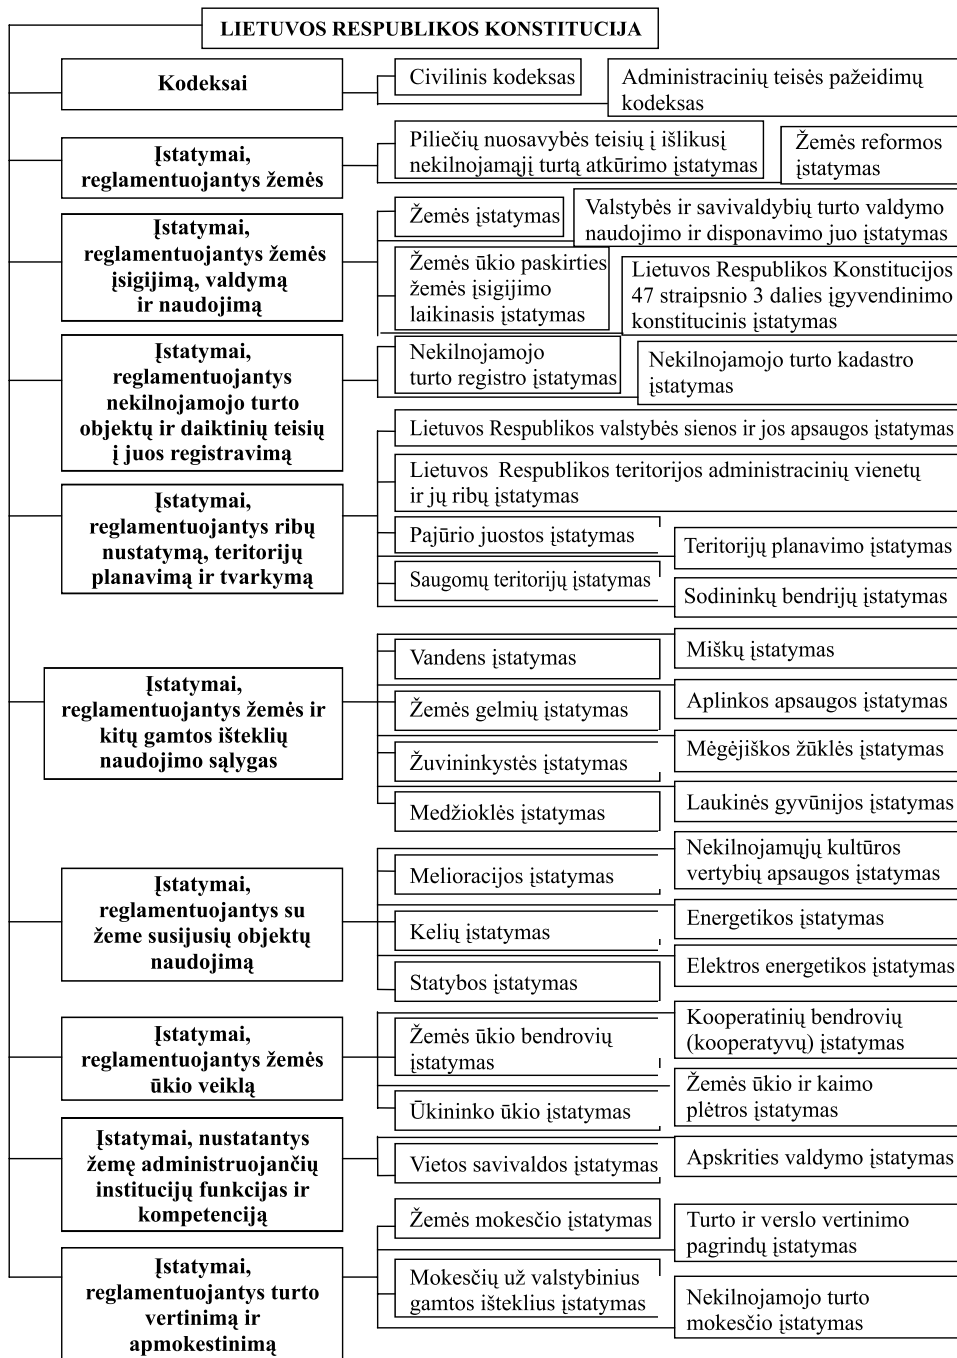 LIETUVOS RESPUBLIKOS KONSTITUCIJA
Kodeksai
Civilinis kodeksas
Administracinių teisės pažeidimų
kodeksas
Įstatymai,
reglamentuojantys žemės
Piliečių nuosavybės teisių į išlikusį
nekilnojamąjį turtą atkūrimo įstatymas
Žemės reformos
įstatymas
Įstatymai,
reglamentuojantys žemės
įsigijimą, valdymą
ir naudojimą
Žemės įstatymas
Valstybės ir savivaldybių turto valdymo
naudojimo ir disponavimo juo įstatymas
Žemės ūkio paskirties
žemės įsigijimo
laikinasis įstatymas
Lietuvos Respublikos Konstitucijos
47 straipsnio 3 dalies įgyvendinimo
konstitucinis įstatymas
Įstatymai,
reglamentuojantys
nekilnojamojo turto
objektų ir daiktinių teisių
į juos registravimą
Nekilnojamojo
turto registro įstatymas
Nekilnojamojo turto kadastro
įstatymas
Įstatymai,
reglamentuojantys ribų
nustatymą, teritorijų
planavimą ir tvarkymą
Lietuvos Respublikos valstybės sienos ir jos apsaugos įstatymas
Lietuvos Respublikos teritorijos administracinių vienetų
ir jų ribų įstatymas
Pajūrio juostos įstatymas
Teritorijų planavimo įstatymas
Saugomų teritorijų įstatymas
Sodininkų bendrijų įstatymas
Įstatymai,
reglamentuojantys žemės ir
kitų gamtos išteklių
naudojimo sąlygas
Vandens įstatymas
Miškų įstatymas
Žemės gelmių įstatymas
Aplinkos apsaugos įstatymas
Žuvininkystės įstatymas
Mėgėjiškos žūklės įstatymas
Medžioklės įstatymas
Laukinės gyvūnijos įstatymas
Įstatymai,
reglamentuojantys su
žeme susijusių objektų
naudojimą
Melioracijos įstatymas
Nekilnojamųjų kultūros
vertybių apsaugos įstatymas
Kelių įstatymas
Energetikos įstatymas
Statybos įstatymas
Elektros energetikos įstatymas
Įstatymai,
reglamentuojantys žemės
ūkio veiklą
Žemės ūkio bendrovių
įstatymas
Kooperatinių bendrovių
(kooperatyvų) įstatymas
Ūkininko ūkio įstatymas
Žemės ūkio ir kaimo
plėtros įstatymas
Įstatymai, nustatantys
žemę administruojančių
institucijų funkcijas ir
kompetenciją
Vietos savivaldos įstatymas
Apskrities valdymo įstatymas
Įstatymai,
reglamentuojantys turto
vertinimą ir
apmokestinimą
Žemės mokesčio įstatymas
Turto ir verslo vertinimo
pagrindų įstatymas
Mokesčių už valstybinius
gamtos išteklius įstatymas
Nekilnojamojo turto
mokesčio įstatymas